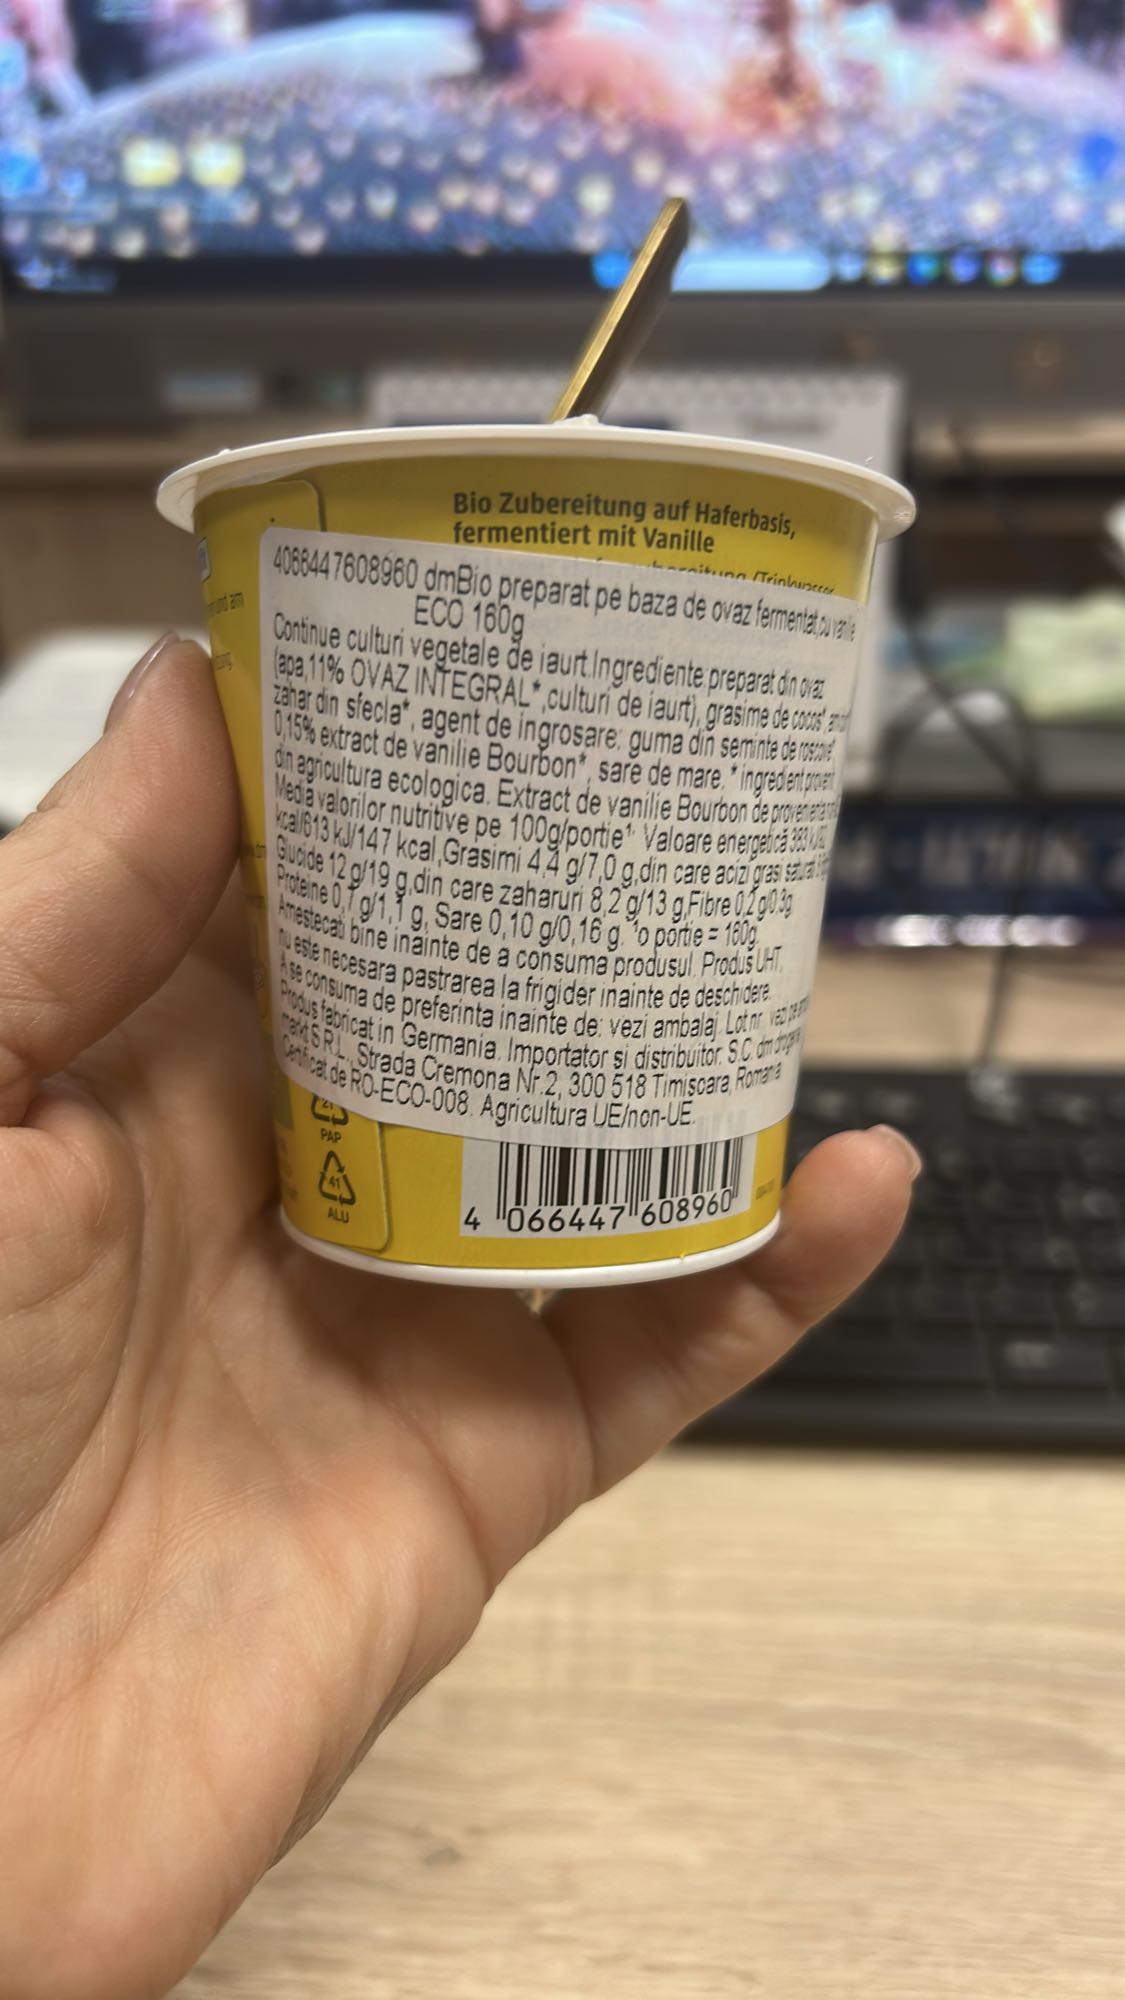 Bio Zubereitung auf Haferbasis,
fermentiert mit Vanille
(Trinkwasser
4066447608960 dmBio preparat pe baza de ovaz fermentat,cu vanilie
ECO 160g
Continue culturi vegetale de iaurt.Ingrediente:preparat din ovaz
(apa,11% OVAZ INTEGRAL*,culturi de iaurt), grasime de cocos*,
zahar din sfecla*, agent de ingrosare: guma din seminte de roscove*
0,15% extract de vanilie Bourbon*, sare de mare. *ingredient
din agricultura ecologica. Extract de vanilie Bourbon de
Media valorilor nutritive pe 100g/portie¹: Valoare energetică 383
kcal/613 kJ/147 kcal,Grasimi 4,4 g/7,0 g,din care acizi grasi
Glucide 12 g/19 g,din care zaharuri 8,2 g/13 g,Fibre 0,2 g/0,3g
Proteine 0,7 g/1,1 g, Sare 0,10 g/0,16 g. ¹o portie = 160g.
Amestecati bine inainte de a consuma produsul. Produs UHT,
nu este necesara pastrarea la frigider inainte de deschidere.
A se consuma de preferinta inainte de: vezi ambalaj. Lot nr. vezi
Produs fabricat in Germania. Importator si distribuitor: S.C. dm drogerie
markt S.R.L., Strada Cremona Nr.2, 300 518 Timisoara, Romania
Certificat de RO-ECO-008. Agricultura UE/non-UE.
21
PAP
41
ALU
4 066447 608960